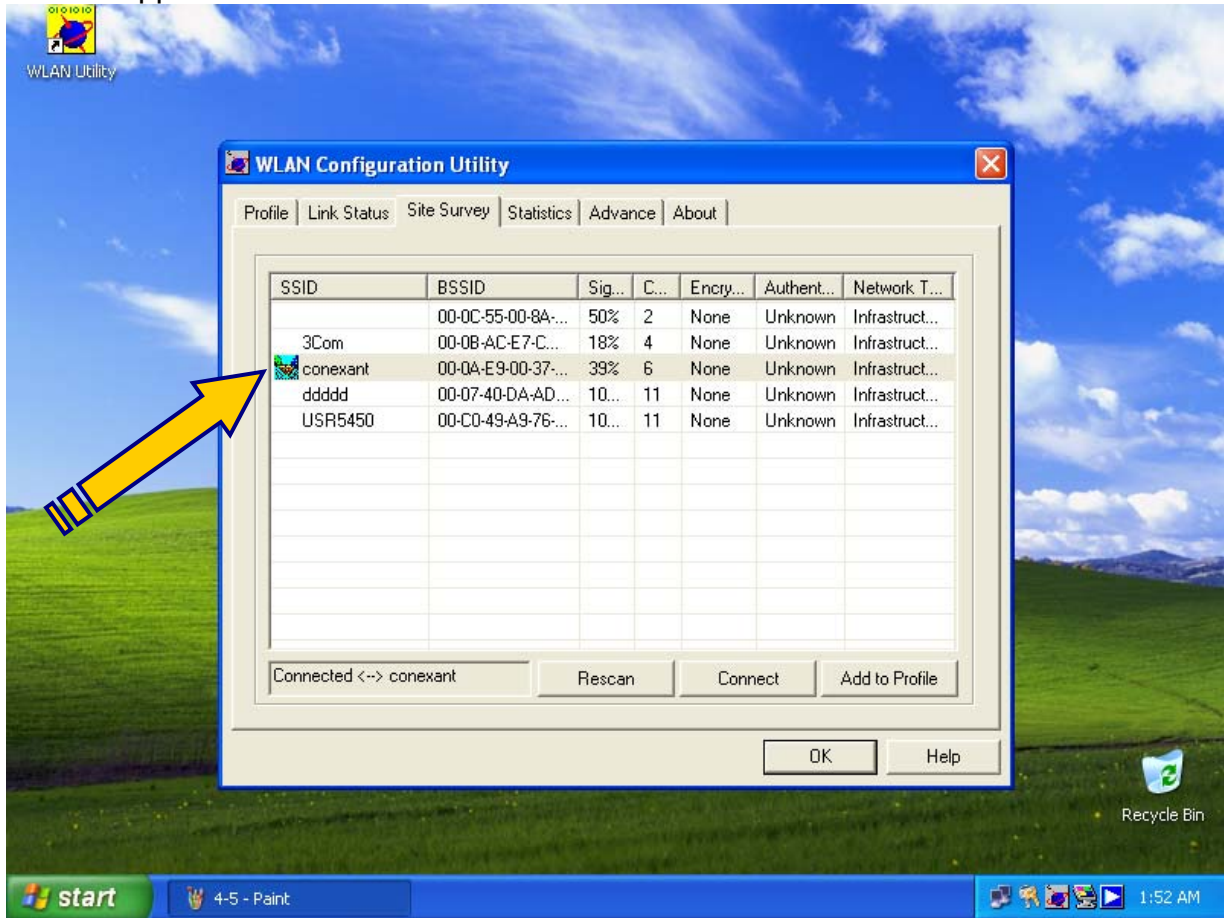 0101010
WLAN Utility
WLAN Configuration Utility
Profile Link Status Site Survey Statistics Advance About
SSID BSSID Sig... C... Encry... Authent... Network T...
00-0C-55-00-8A-... 50% 2 None Unknown Infrastruct...
3Com 00-0B-AC-E7-C... 18% 4 None Unknown Infrastruct...
conexant 00-0A-E9-00-37-... 39% 6 None Unknown Infrastruct...
ddddd 00-07-40-DA-AD... 10... 11 None Unknown Infrastruct...
USR5450 00-C0-49-A9-76-... 10... 11 None Unknown Infrastruct...
Connected <--> conexant Rescan Connect Add to Profile
OK Help
Recycle Bin
start 4-5 - Paint 1:52 AM